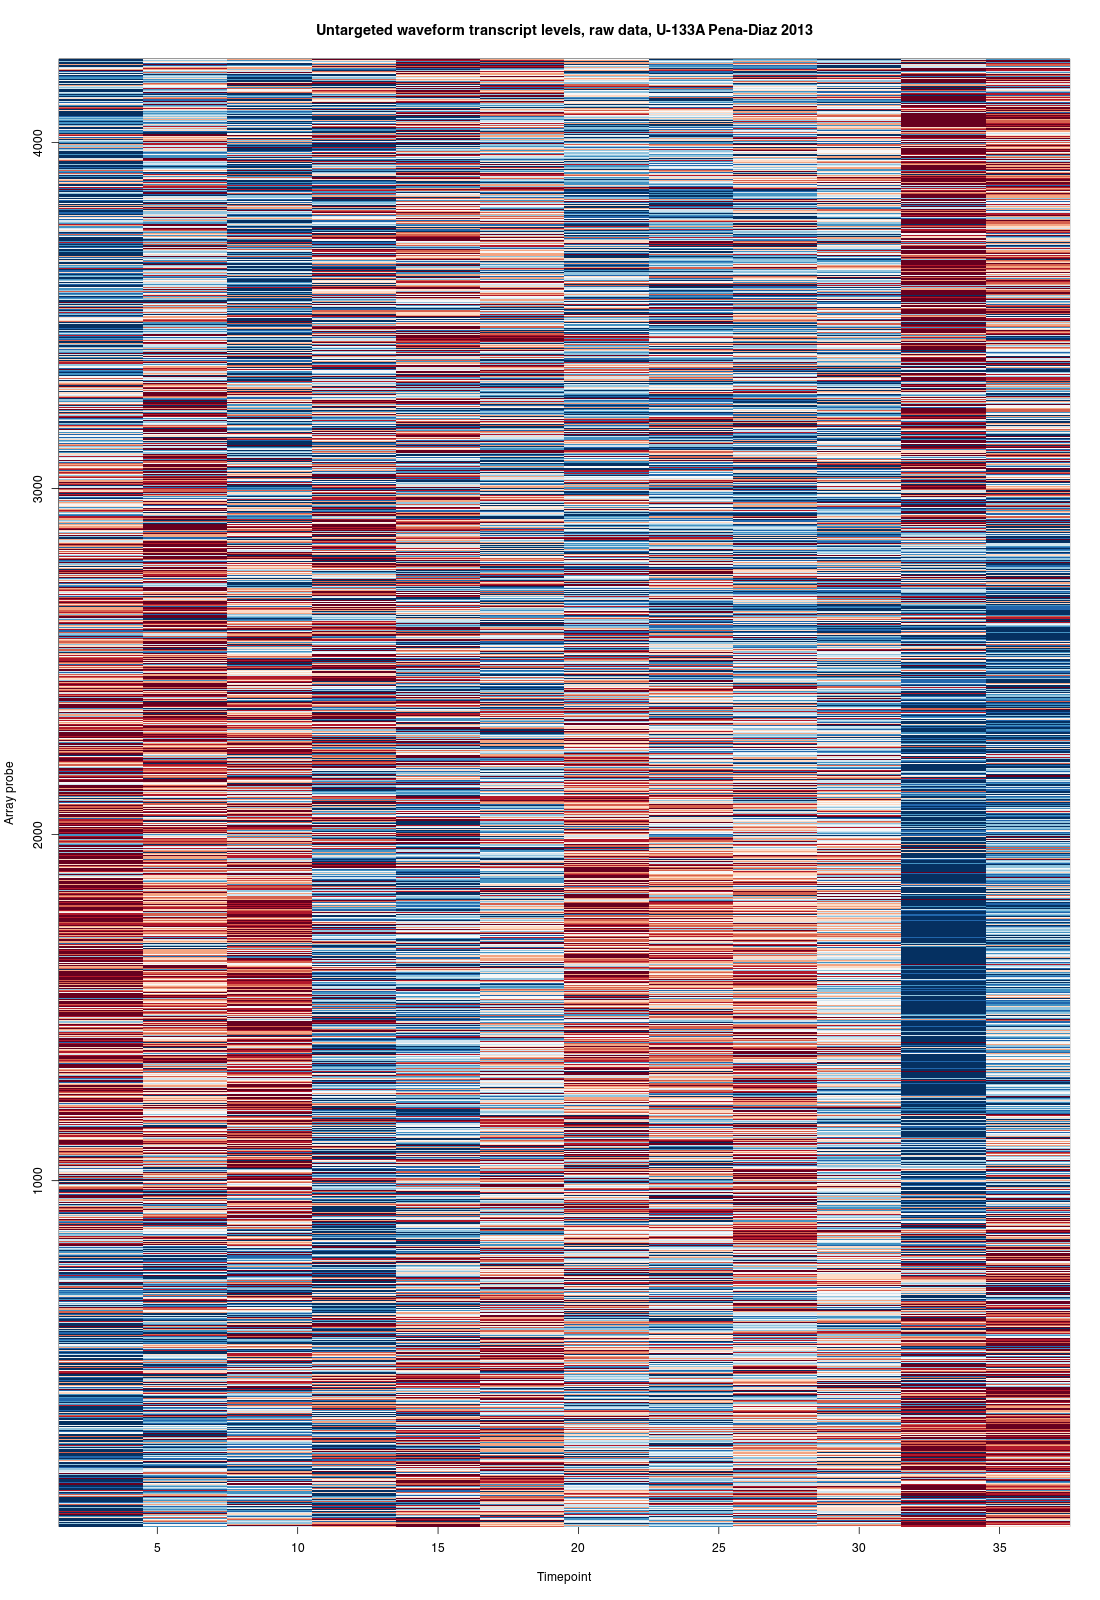 Untargeted waveform transcript levels, raw data, U-133A Pena-Diaz 2013
Array probe
4000
3000
2000
1000
5 10 15 20 25 30 35
Timepoint